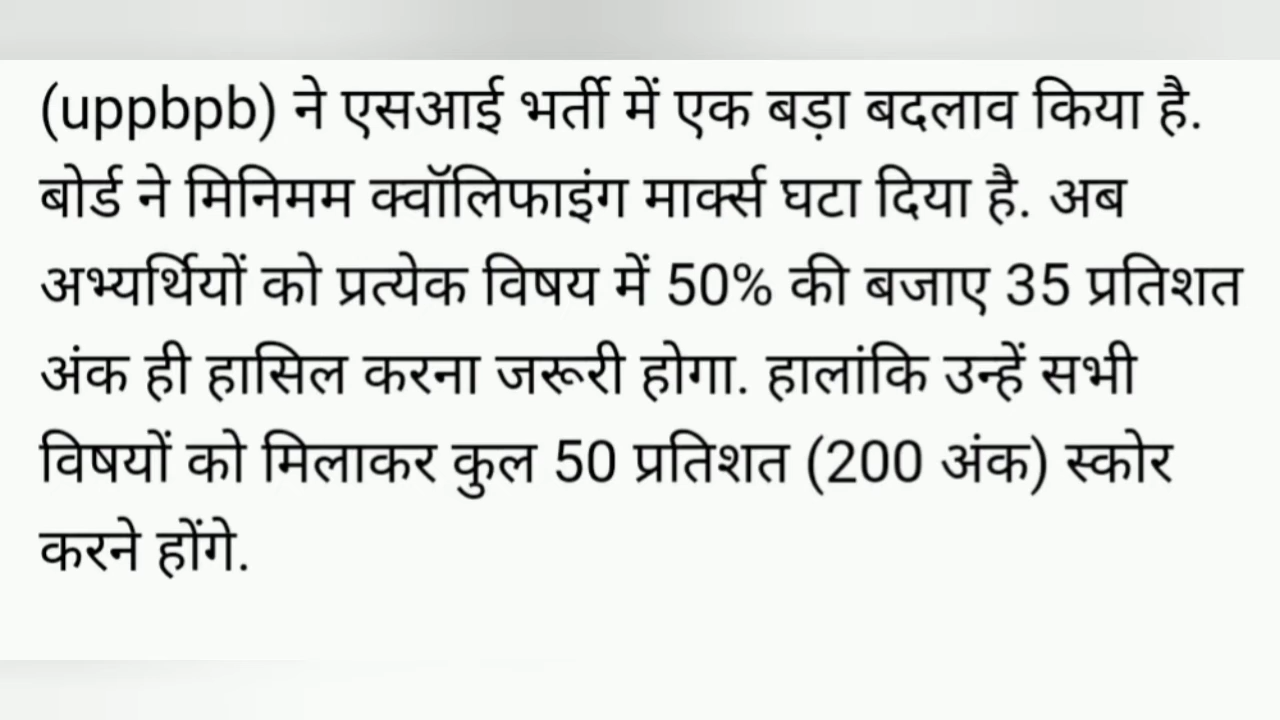 (uppbpb) ने एसआई भर्ती में एक बड़ा बदलाव किया है.
बोर्ड ने मिनिमम क्वॉलिफाइंग मार्क्स घटा दिया है. अब
अभ्यर्थियों को प्रत्येक विषय में 50% की बजाए 35 प्रतिशत
अंक ही हासिल करना जरूरी होगा. हालांकि उन्हें सभी
विषयों को मिलाकर कुल 50 प्रतिशत (200 अंक) स्कोर
करने होंगे.